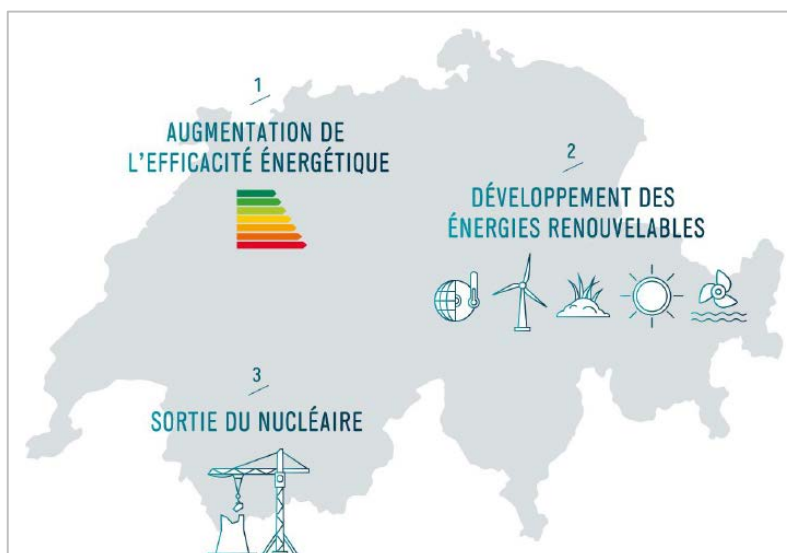 1
AUGMENTATION DE
L'EFFICACITÉ ÉNERGÉTIQUE
2
DÉVELOPPEMENT DES
ÉNERGIES RENOUVELABLES
3
SORTIE DU NUCLÉAIRE